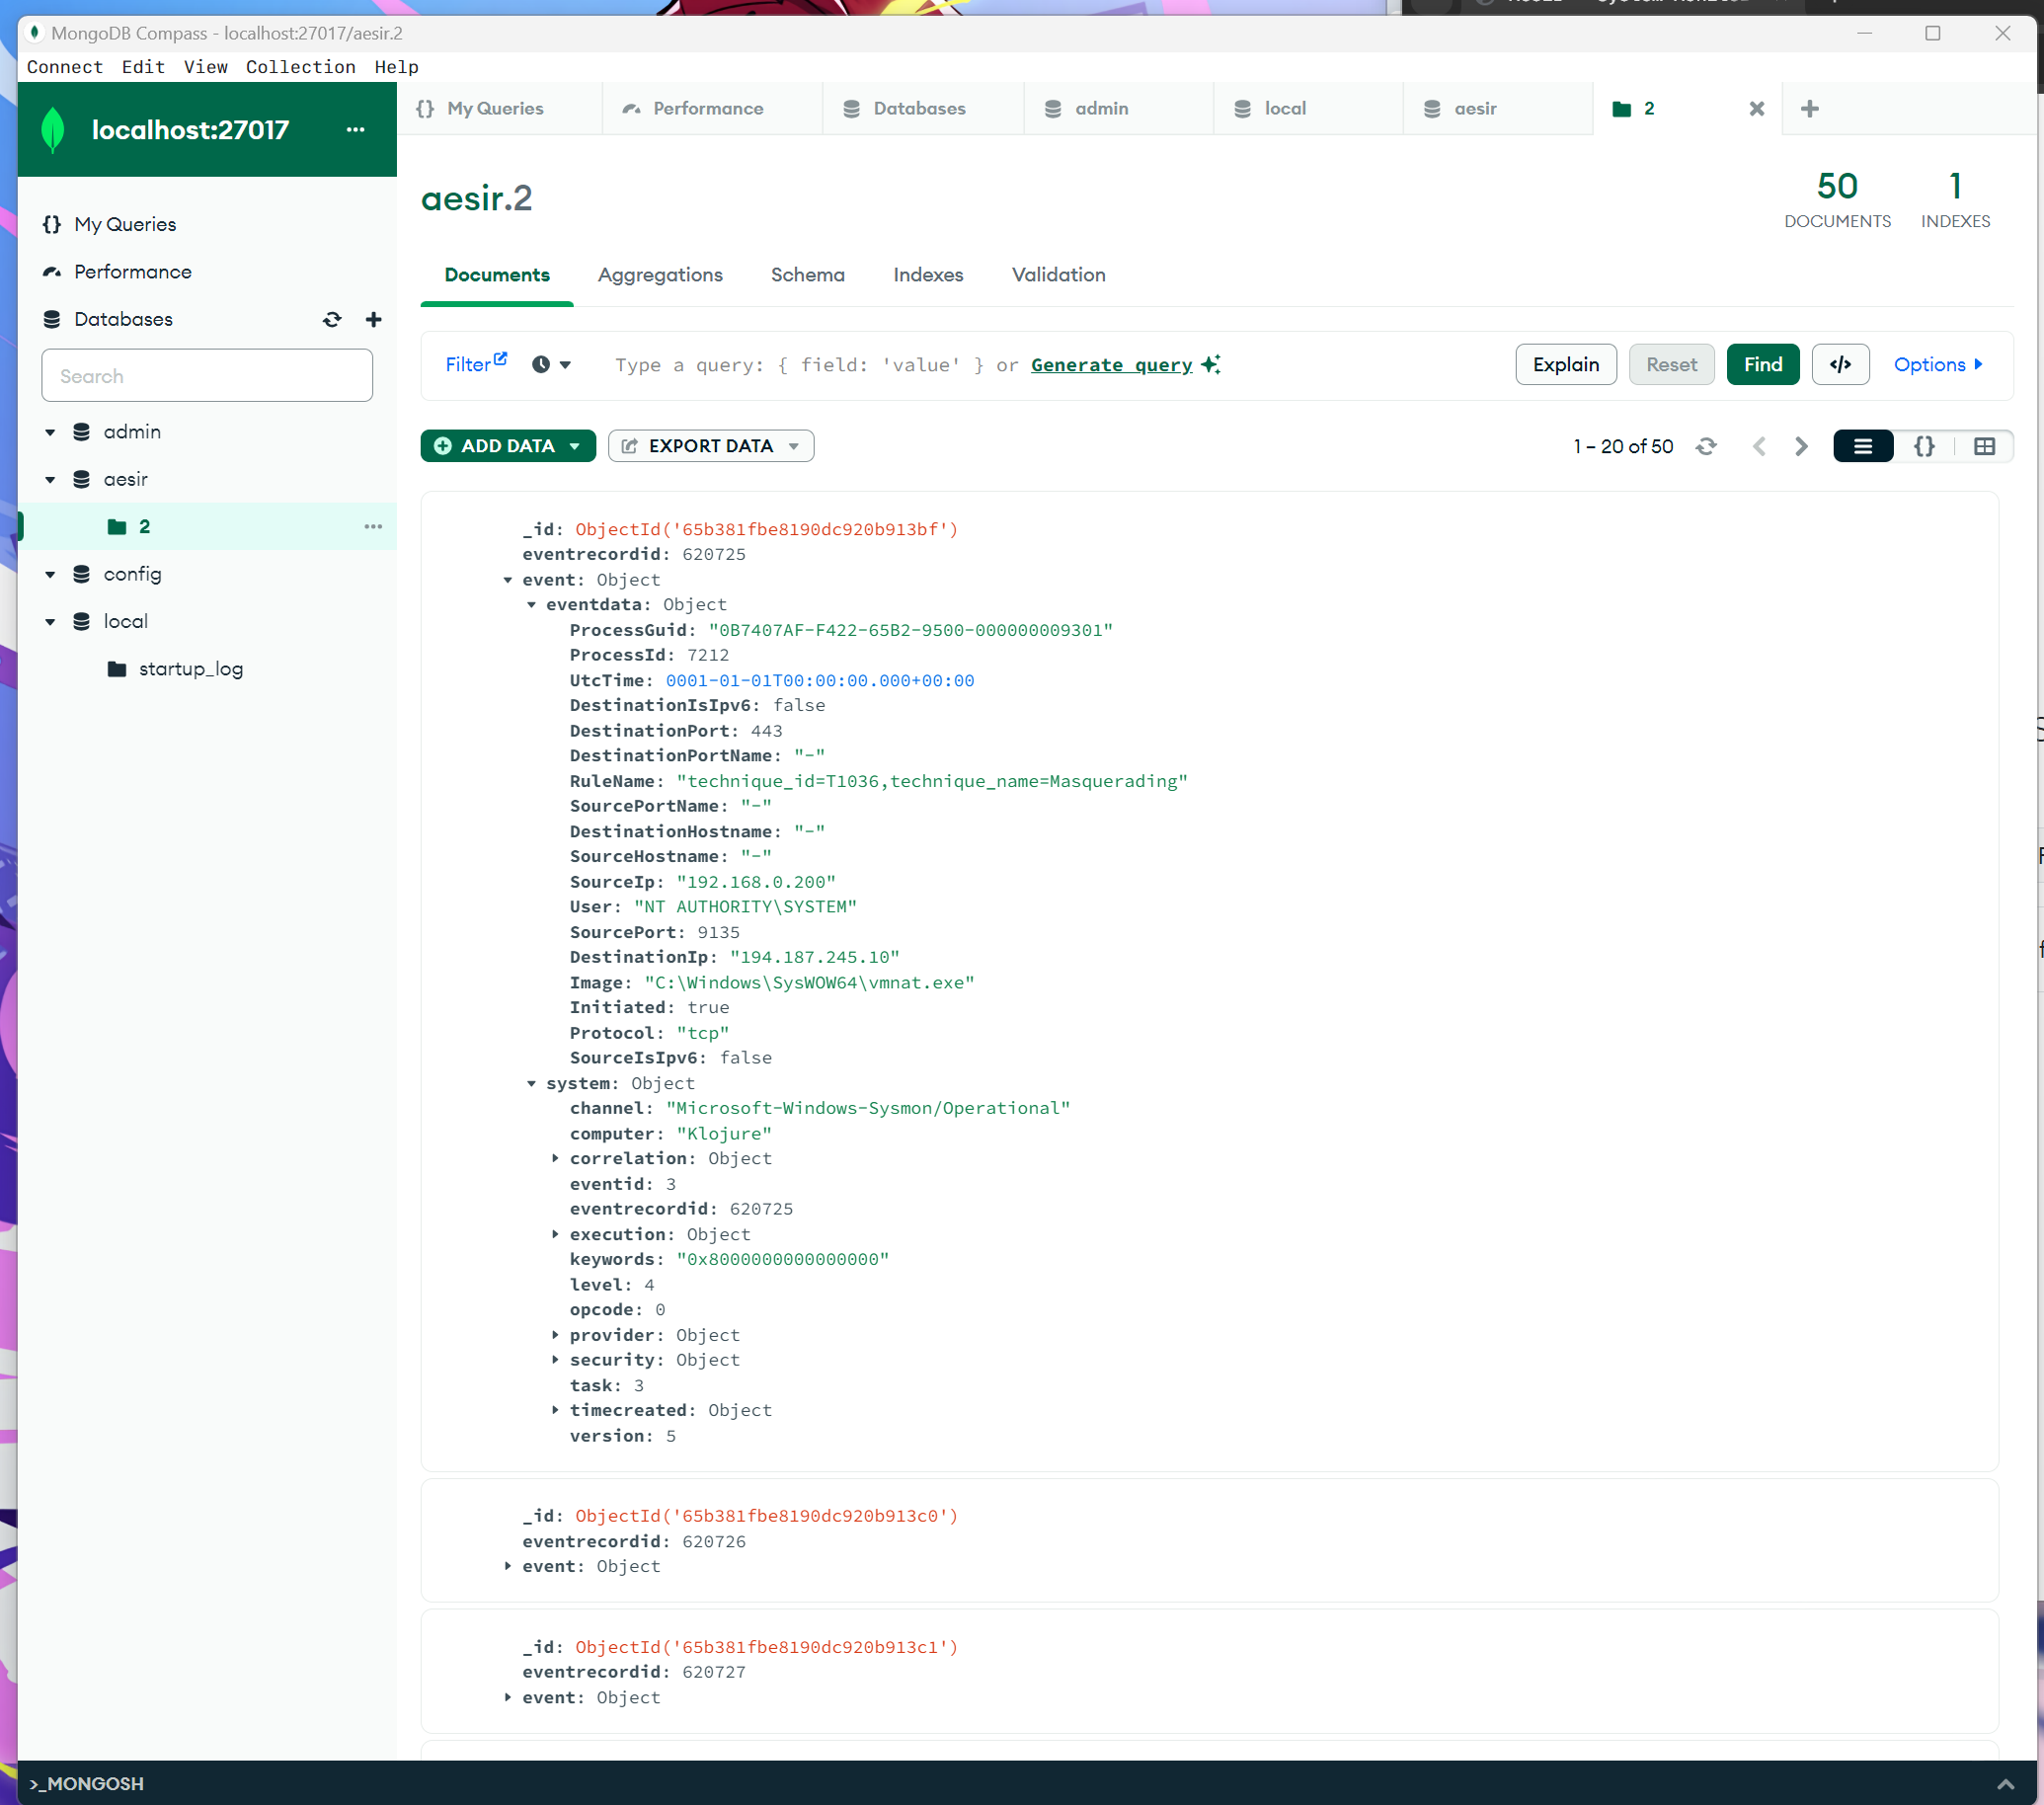 MongoDB Compass - localhost:27017/aesir.2
Connect Edit View Collection Help
localhost:27017 ...
{} My Queries
Performance
Databases
Search
admin
aesir
2 ...
config
local
startup_log
{} My Queries
Performance
Databases
admin
local
aesir
2
aesir.2
50
DOCUMENTS
1
INDEXES
Documents Aggregations Schema Indexes Validation
Filter Type a query: { field: 'value' } or Generate query Explain Reset Find </> Options
ADD DATA EXPORT DATA 1 – 20 of 50 {}
_id: ObjectId('65b381fbe8190dc920b913bf')
eventrecordid: 620725
event: Object
eventdata: Object
ProcessGuid: "0B7407AF-F422-65B2-9500-000000009301"
ProcessId: 7212
UtcTime: 0001-01-01T00:00:00.000+00:00
DestinationIsIpv6: false
DestinationPort: 443
DestinationPortName: "-"
RuleName: "technique_id=T1036,technique_name=Masquerading"
SourcePortName: "-"
DestinationHostname: "-"
SourceHostname: "-"
SourceIp: "192.168.0.200"
User: "NT AUTHORITY\SYSTEM"
SourcePort: 9135
DestinationIp: "194.187.245.10"
Image: "C:\Windows\SysWOW64\vmnat.exe"
Initiated: true
Protocol: "tcp"
SourceIsIpv6: false
system: Object
channel: "Microsoft-Windows-Sysmon/Operational"
computer: "Klojure"
correlation: Object
eventid: 3
eventrecordid: 620725
execution: Object
keywords: "0x8000000000000000"
level: 4
opcode: 0
provider: Object
security: Object
task: 3
timecreated: Object
version: 5
_id: ObjectId('65b381fbe8190dc920b913c0')
eventrecordid: 620726
event: Object
_id: ObjectId('65b381fbe8190dc920b913c1')
eventrecordid: 620727
event: Object
>_MONGOSH